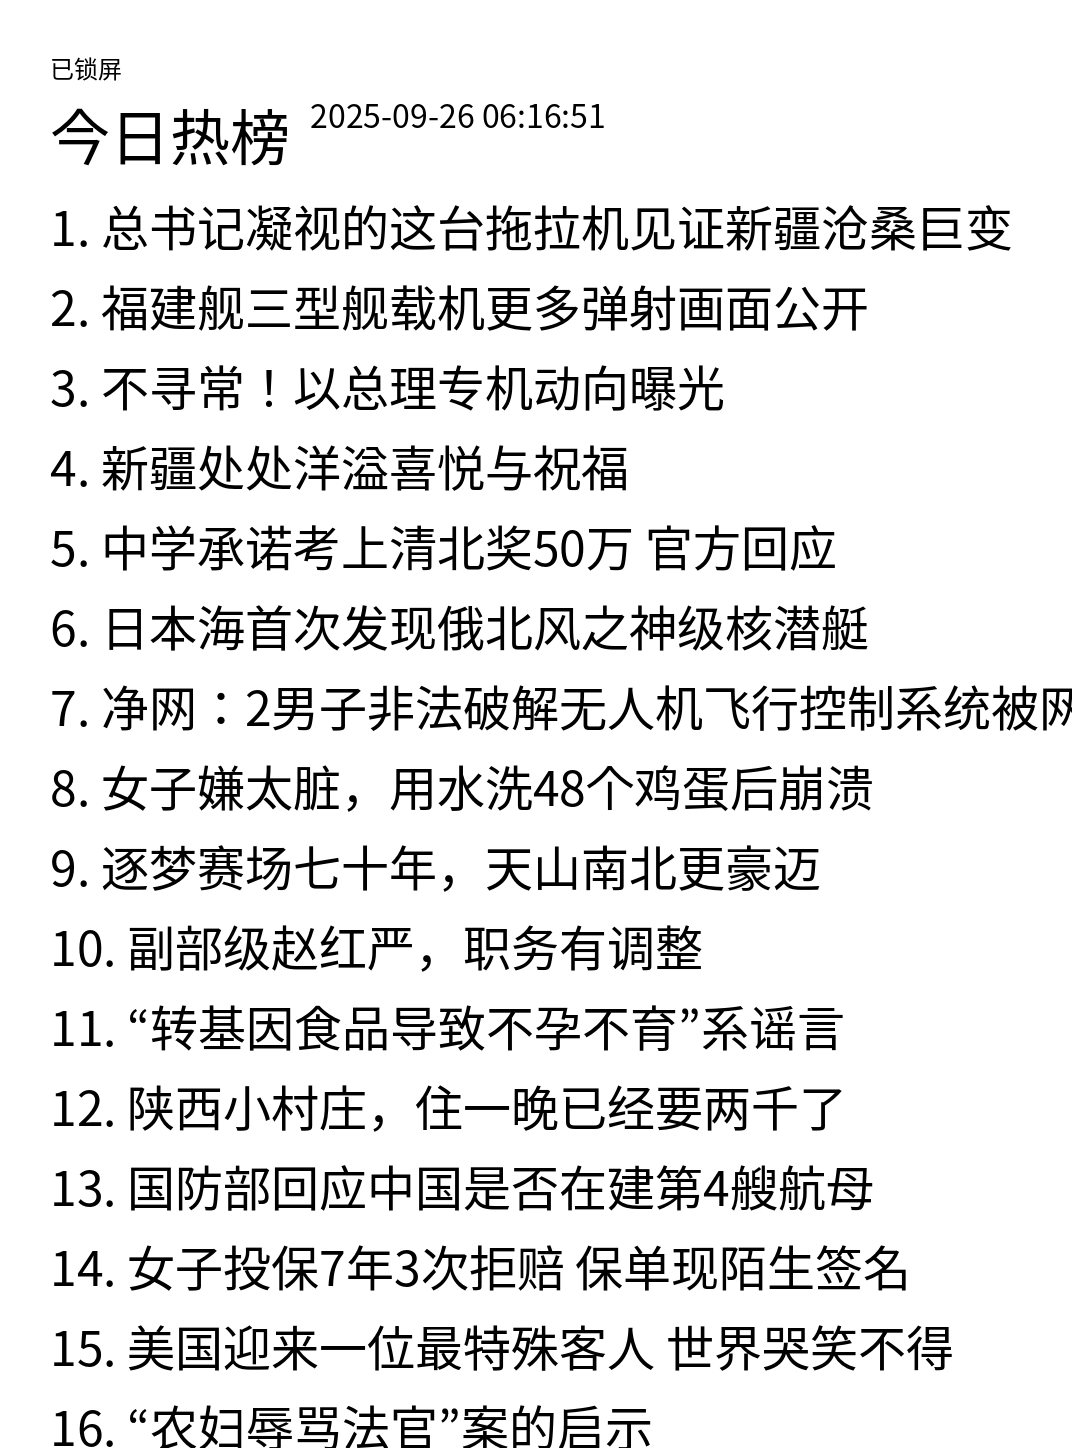 已锁屏
今日热榜 2025-09-26 06:16:51
1. 总书记凝视的这台拖拉机见证新疆沧桑巨变
2. 福建舰三型舰载机更多弹射画面公开
3. 不寻常！以总理专机动向曝光
4. 新疆处处洋溢喜悦与祝福
5. 中学承诺考上清北奖50万 官方回应
6. 日本海首次发现俄北风之神级核潜艇
7. 净网：2男子非法破解无人机飞行控制系统被网
8. 女子嫌太脏，用水洗48个鸡蛋后崩溃
9. 逐梦赛场七十年，天山南北更豪迈
10. 副部级赵红严，职务有调整
11. “转基因食品导致不孕不育”系谣言
12. 陕西小村庄，住一晚已经要两千了
13. 国防部回应中国是否在建第4艘航母
14. 女子投保7年3次拒赔 保单现陌生签名
15. 美国迎来一位最特殊客人 世界哭笑不得
16. “农妇辱骂法官”案的启示